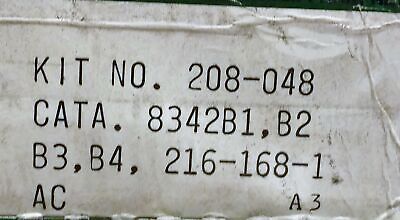 KIT NO. 208-048
CATA. 8342B1,B2
B3,B4, 216-168-1
AC A3